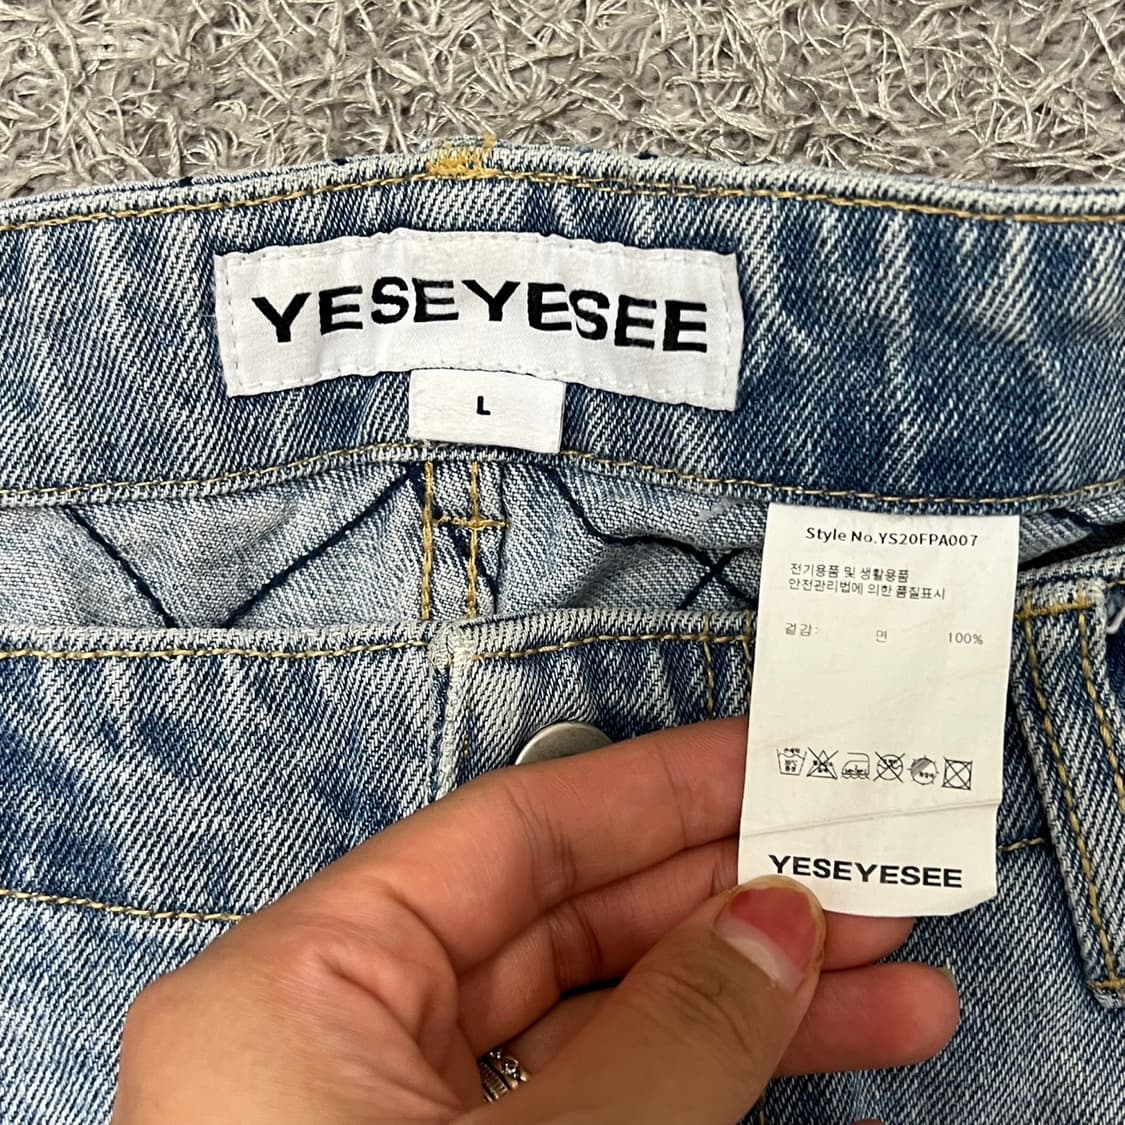 YESEYESEE
L
Style No.YS20FPA007
전기용품 및 생활용품
안전관리법에 의한 품질표시
겉감: 면 100%
YESEYESEE